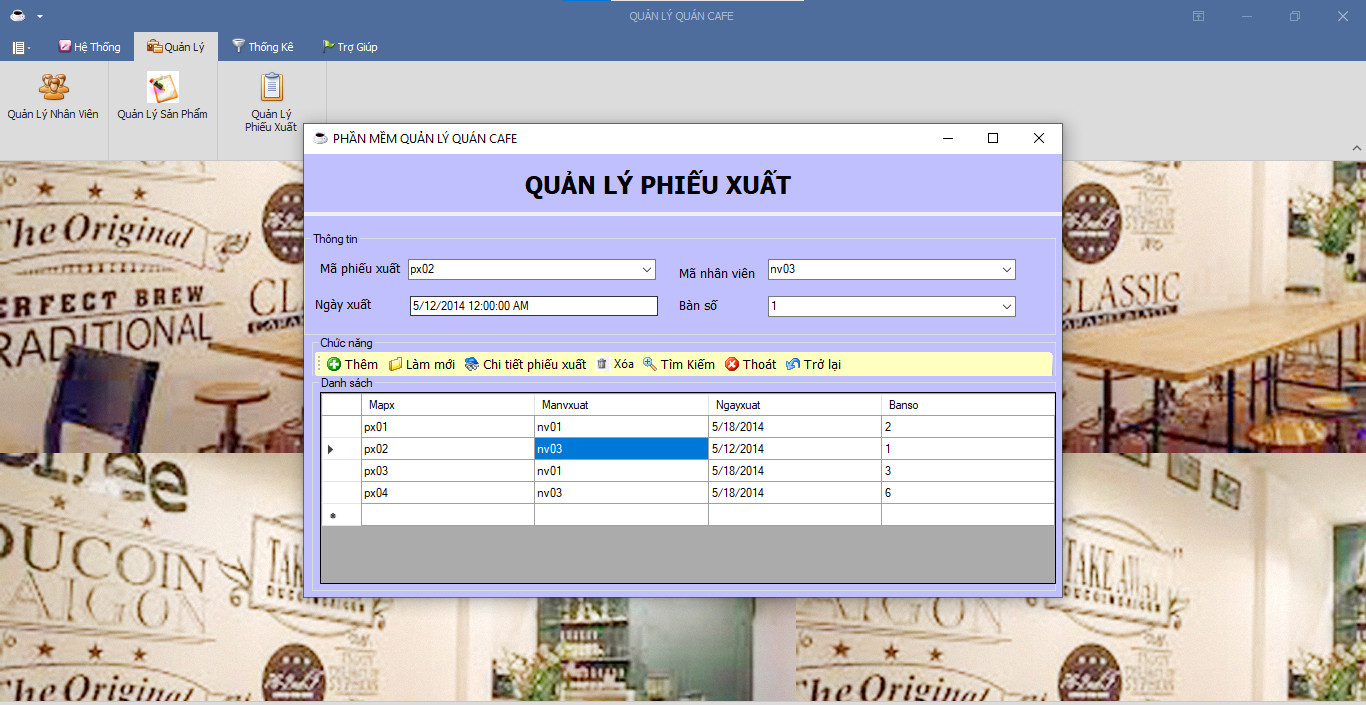 QUẢN LÝ QUÁN CAFE
Hệ Thống
Quản Lý
Thống Kê
Trợ Giúp
Quản Lý Nhân Viên
Quản Lý Sản Phẩm
Quản Lý
Phiếu Xuất
PHẦN MỀM QUẢN LÝ QUÁN CAFE
QUẢN LÝ PHIẾU XUẤT
Thông tin
Mã phiếu xuất px02 Mã nhân viên nv03
Ngày xuất 5/12/2014 12:00:00 AM Bàn số 1
Chức năng
Thêm Làm mới Chi tiết phiếu xuất Xóa Tìm Kiếm Thoát Trở lại
Danh sách
Mapx Manvxuat Ngayxuat Banso
px01 nv01 5/18/2014 2
px02 nv03 5/12/2014 1
px03 nv01 5/18/2014 3
px04 nv03 5/18/2014 6
The Original
PERFECT BREW
TRADITIONAL
CLASSIC
DUCOIN
SAIGON
TAKE AWAY
DUCCOINSAIGON
The Original
The Original